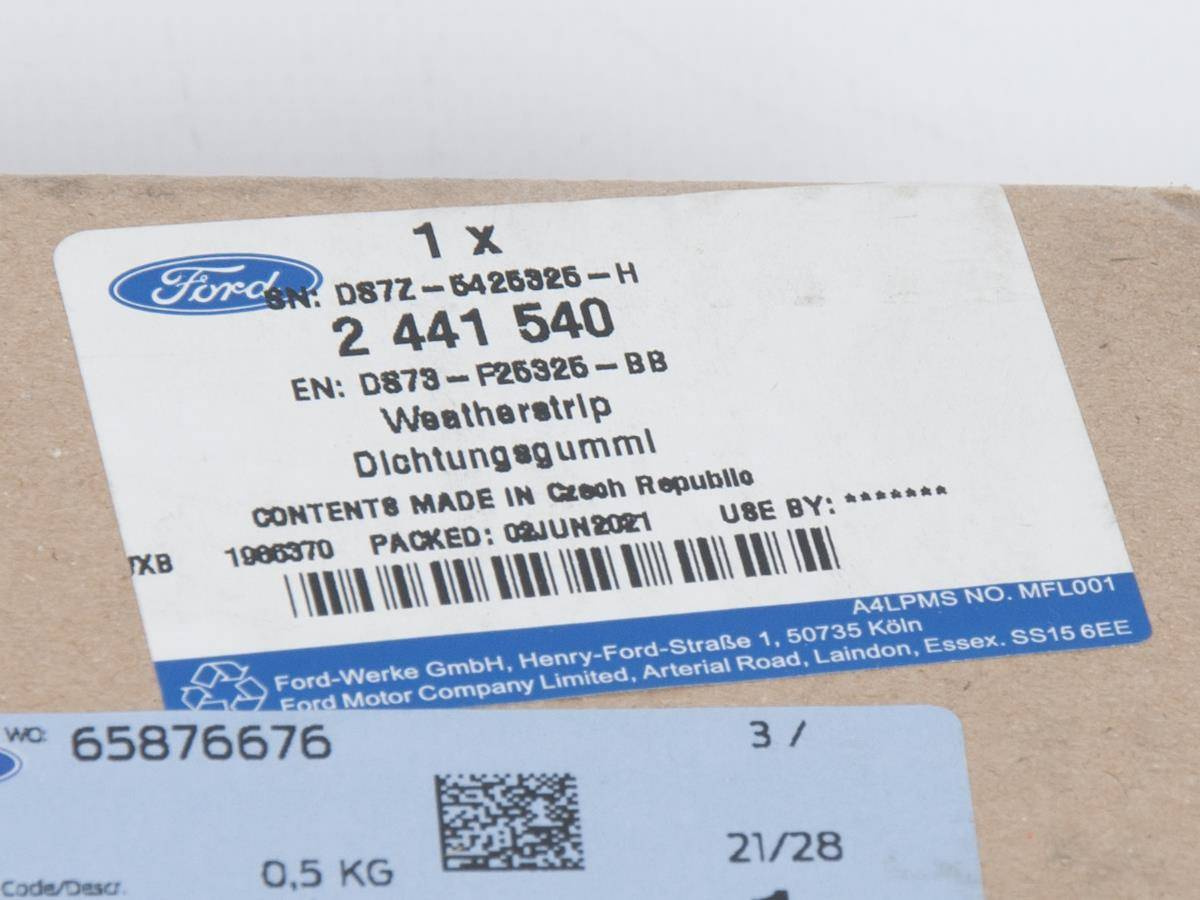 1 x
Ford
SN: DS7Z-5425325-H
2 441 540
EN: DS73-F25325-BB
Weatherstrip
Dichtungsgummi
CONTENTS MADE IN Czech Republic
1986370 PACKED: 02JUN2021 USE BY: *******
A4LPMS NO. MFL001
Ford-Werke GmbH, Henry-Ford-Straße 1, 50735 Köln
Ford Motor Company Limited, Arterial Road, Laindon, Essex. SS15 6EE
WO: 65876676 3 /
21/28
0,5 KG
Code/Descr.